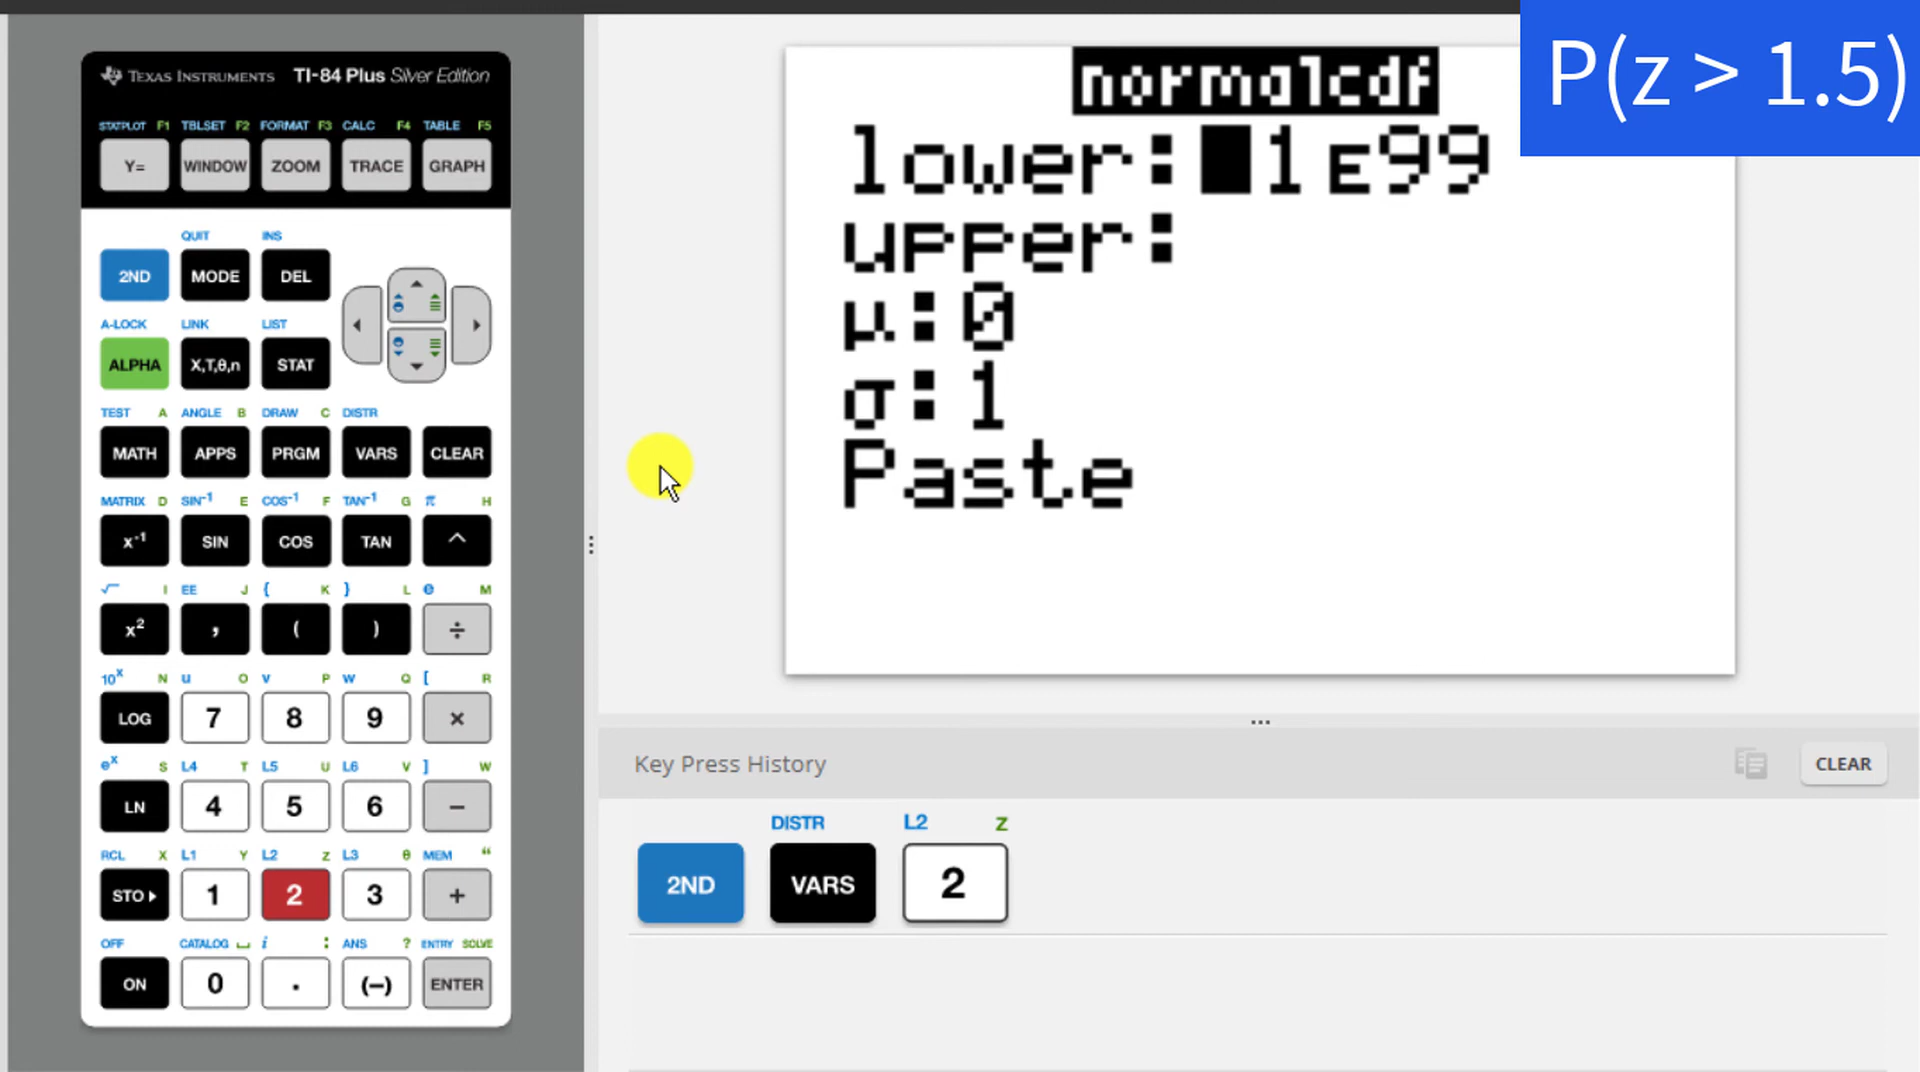 TEXAS INSTRUMENTS TI-84 Plus Silver Edition
STATPLOT F1 TBLSET F2 FORMAT F3 CALC F4 TABLE F5
Y= WINDOW ZOOM TRACE GRAPH
QUIT INS
2ND MODE DEL
A-LOCK LINK LIST
ALPHA X,T,θ,n STAT
TEST A ANGLE B DRAW C DISTR
MATH APPS PRGM VARS CLEAR
MATRIX D SIN⁻¹ E COS⁻¹ F TAN⁻¹ G π H
x⁻¹ SIN COS TAN ^
√ I EE J { K } L e M
x² , ( ) ÷
10ˣ N u O v P w Q [ R
LOG 7 8 9 ×
eˣ S L4 T L5 U L6 V ] W
LN 4 5 6 −
RCL X L1 Y L2 Z L3 θ MEM “
STO▸ 1 2 3 +
OFF CATALOG ⎵ i : ANS ? ENTRY SOLVE
ON 0 . (−) ENTER
normalcdf
lower:█1E99
upper:
μ:0
σ:1
Paste
P(z > 1.5)
Key Press History
CLEAR
DISTR L2 Z
2ND VARS 2